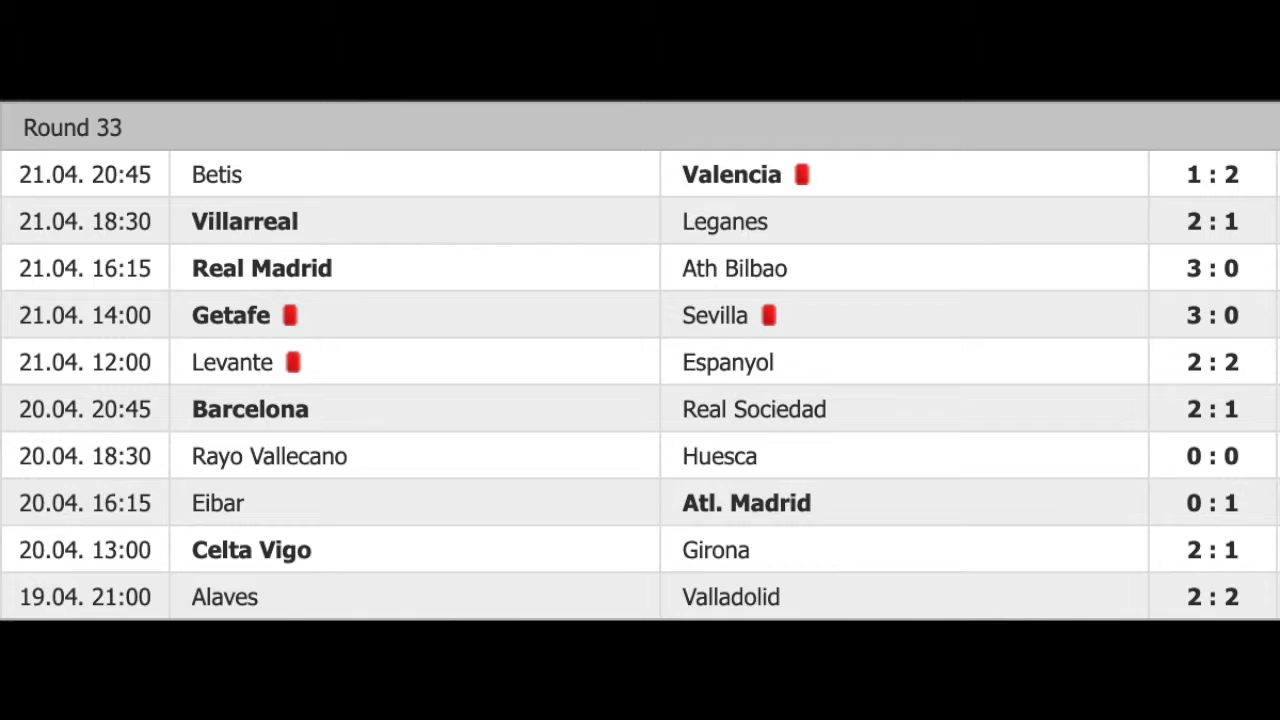 Round 33
21.04. 20:45 Betis Valencia 1 : 2
21.04. 18:30 Villarreal Leganes 2 : 1
21.04. 16:15 Real Madrid Ath Bilbao 3 : 0
21.04. 14:00 Getafe Sevilla 3 : 0
21.04. 12:00 Levante Espanyol 2 : 2
20.04. 20:45 Barcelona Real Sociedad 2 : 1
20.04. 18:30 Rayo Vallecano Huesca 0 : 0
20.04. 16:15 Eibar Atl. Madrid 0 : 1
20.04. 13:00 Celta Vigo Girona 2 : 1
19.04. 21:00 Alaves Valladolid 2 : 2